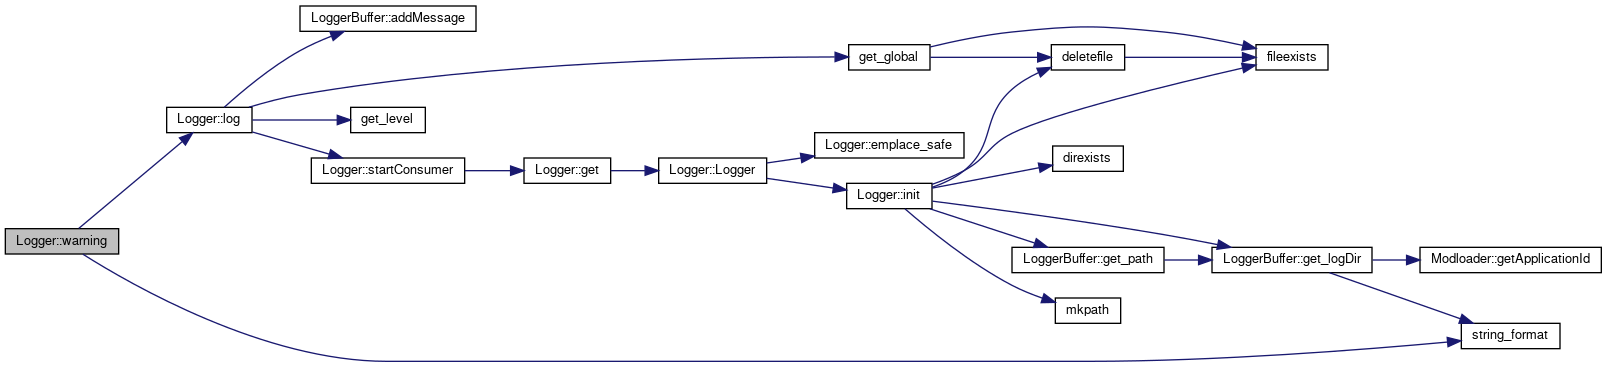 LoggerBuffer::addMessage
get_global
deletefile
fileexists
Logger::log
get_level
Logger::emplace_safe
direxists
Logger::startConsumer
Logger::get
Logger::Logger
Logger::init
Logger::warning
LoggerBuffer::get_path
LoggerBuffer::get_logDir
Modloader::getApplicationId
mkpath
string_format